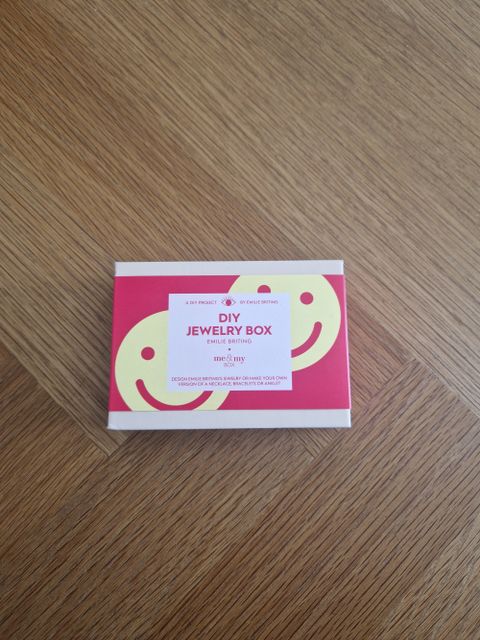 A DIY PROJECT BY EMILIE BRITING
DIY
JEWELRY BOX
EMILIE BRITING
me&my
BOX
DESIGN EMILIE BRITING'S JEWELRY OR MAKE YOUR OWN
VERSION OF A NECKLACE, BRACELETS OR ANKLET